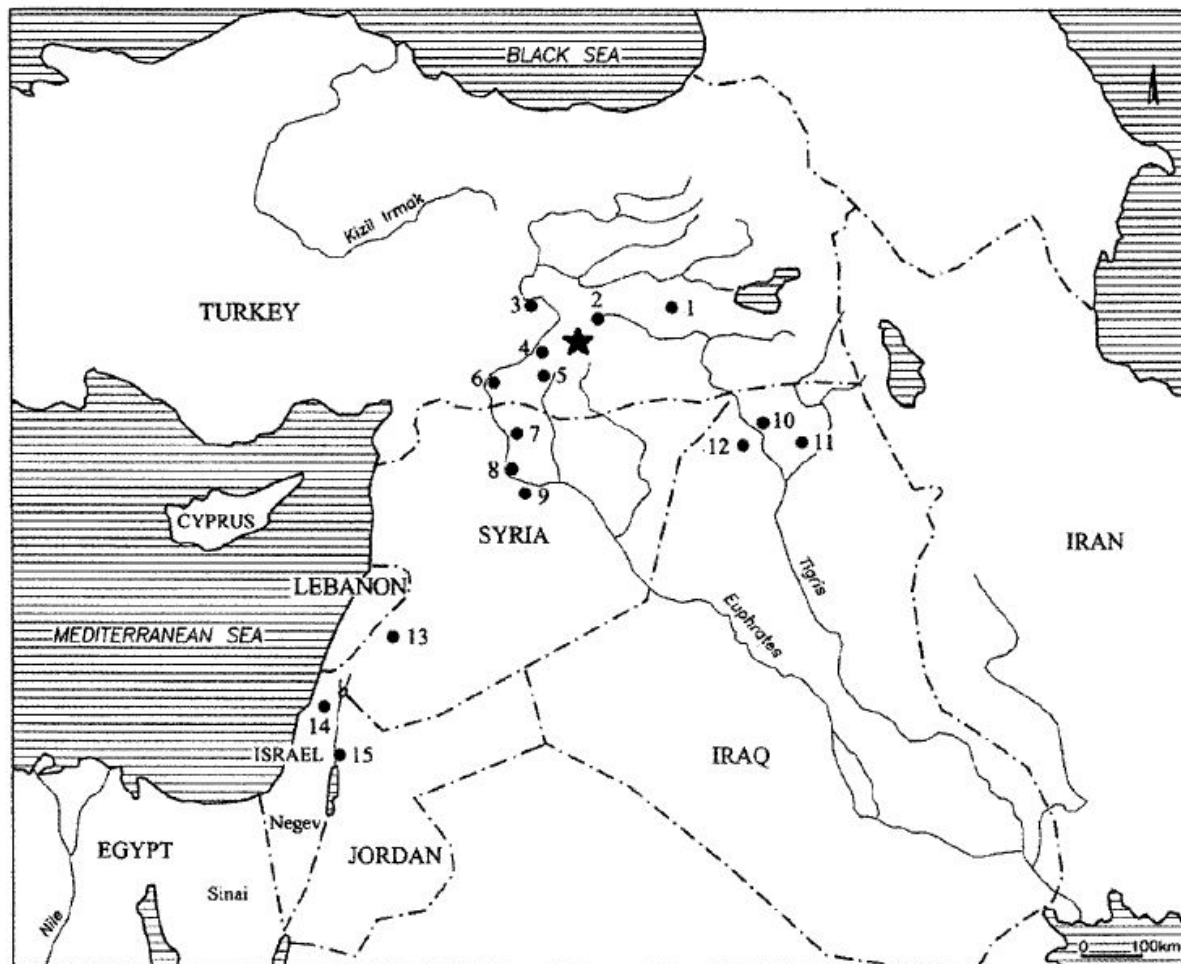 BLACK SEA
Kizil Irmak
TURKEY
3
2
1
4
5
6
7
8
9
10
11
12
CYPRUS
SYRIA
IRAN
LEBANON
Tigris
Euphrates
MEDITERRANEAN SEA
13
14
ISRAEL
15
IRAQ
Negev
EGYPT
JORDAN
Sinai
Nile
0 100km